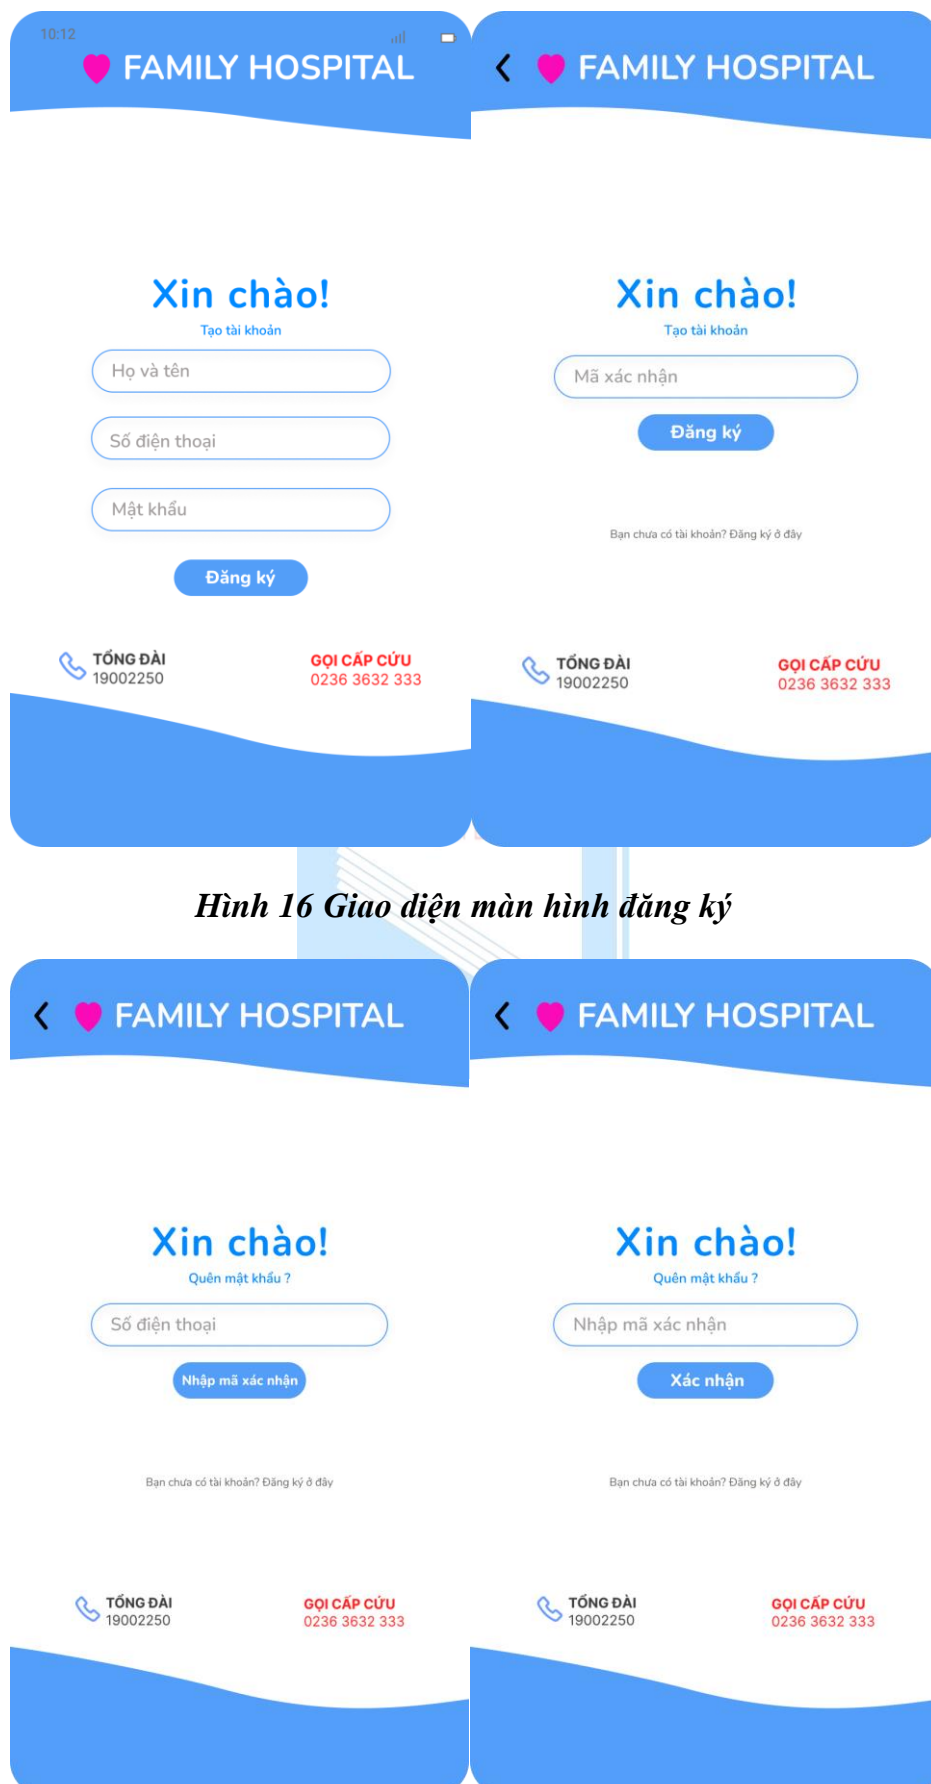 10:12
FAMILY HOSPITAL
Xin chào!
Tạo tài khoản
Họ và tên
Số điện thoại
Mật khẩu
Đăng ký
TỔNG ĐÀI
19002250
GỌI CẤP CỨU
0236 3632 333
FAMILY HOSPITAL
Xin chào!
Tạo tài khoản
Mã xác nhận
Đăng ký
Bạn chưa có tài khoản? Đăng ký ở đây
TỔNG ĐÀI
19002250
GỌI CẤP CỨU
0236 3632 333
Hình 16 Giao diện màn hình đăng ký
FAMILY HOSPITAL
Xin chào!
Quên mật khẩu ?
Số điện thoại
Nhập mã xác nhận
Bạn chưa có tài khoản? Đăng ký ở đây
TỔNG ĐÀI
19002250
GỌI CẤP CỨU
0236 3632 333
FAMILY HOSPITAL
Xin chào!
Quên mật khẩu ?
Nhập mã xác nhận
Xác nhận
Bạn chưa có tài khoản? Đăng ký ở đây
TỔNG ĐÀI
19002250
GỌI CẤP CỨU
0236 3632 333